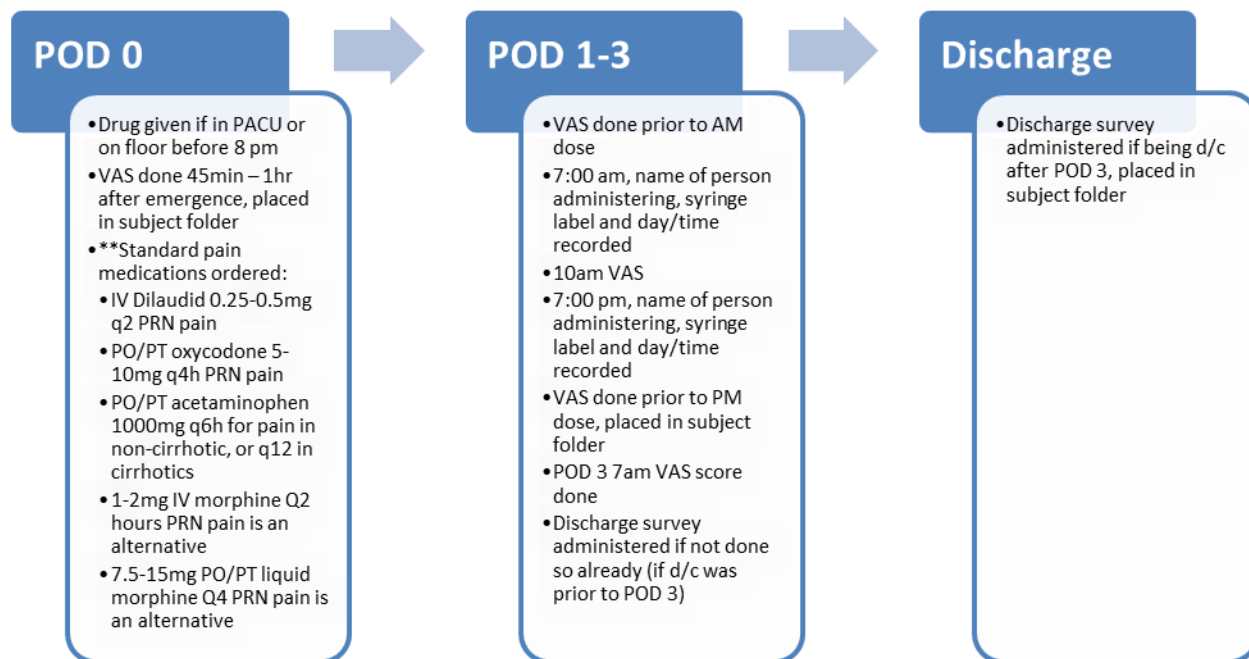 POD 0
•Drug given if in PACU or
on floor before 8 pm
•VAS done 45min – 1hr
after emergence, placed
in subject folder
•**Standard pain
medications ordered:
•IV Dilaudid 0.25-0.5mg
q2 PRN pain
•PO/PT oxycodone 5-
10mg q4h PRN pain
•PO/PT acetaminophen
1000mg q6h for pain in
non-cirrhotic, or q12 in
cirrhotics
•1-2mg IV morphine Q2
hours PRN pain is an
alternative
•7.5-15mg PO/PT liquid
morphine Q4 PRN pain is
an alternative
POD 1-3
•VAS done prior to AM
dose
•7:00 am, name of person
administering, syringe
label and day/time
recorded
•10am VAS
•7:00 pm, name of person
administering, syringe
label and day/time
recorded
•VAS done prior to PM
dose, placed in subject
folder
•POD 3 7am VAS score
done
•Discharge survey
administered if not done
so already (if d/c was
prior to POD 3)
Discharge
•Discharge survey
administered if being d/c
after POD 3, placed in
subject folder